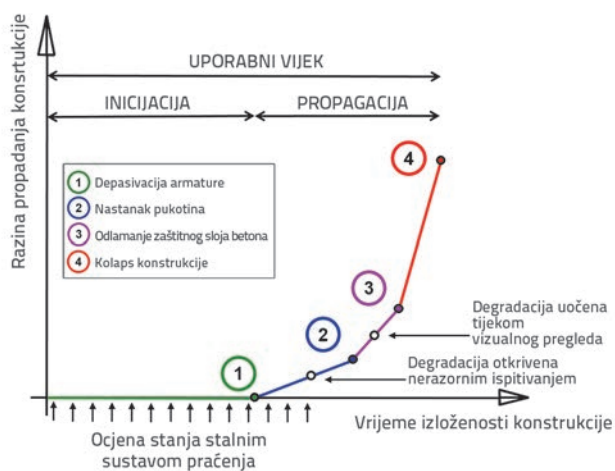 Razina propadanja konsrtukcije
UPORABNI VIJEK
INICIJACIJA
PROPAGACIJA
1 Depasivacija armature
2 Nastanak pukotina
3 Odlamanje zaštitnog sloja betona
4 Kolaps konstrukcije
4
3
2
1
Degradacija uočena
tijekom
vizualnog pregleda
Degradacija otkrivena
nerazornim ispitivanjem
Vrijeme izloženosti konstrukcije
Ocjena stanja stalnim
sustavom praćenja